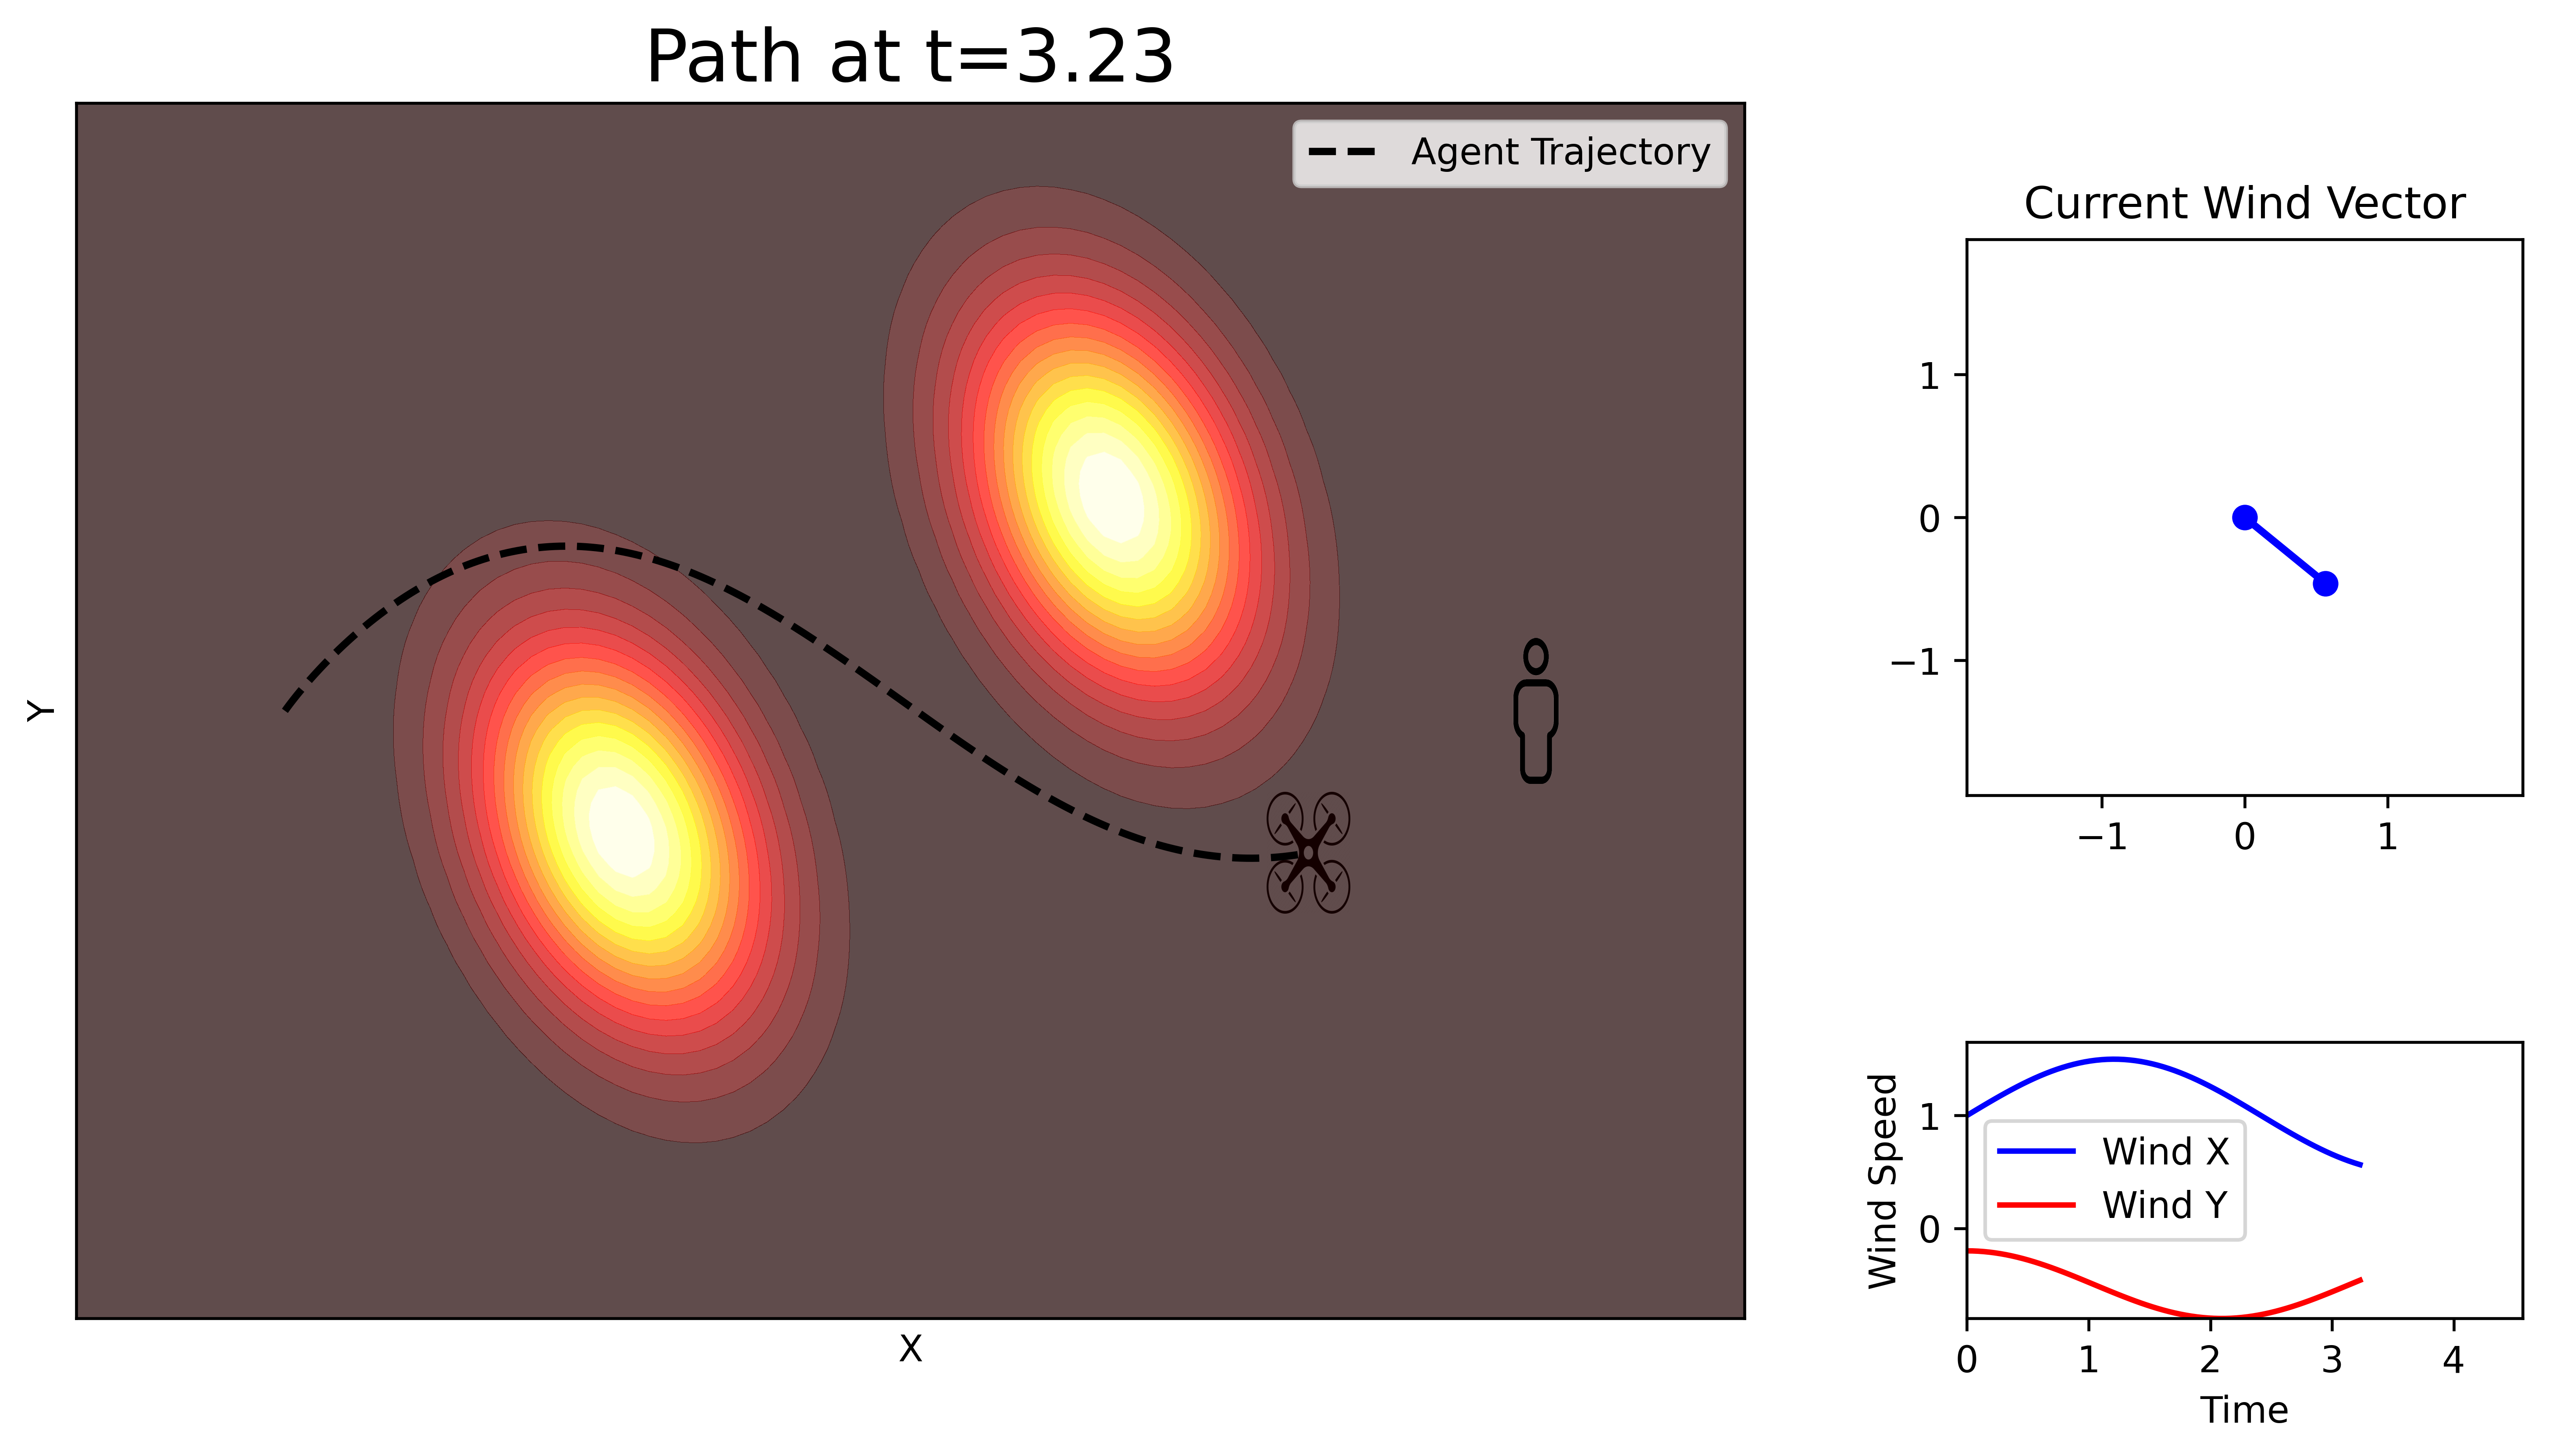 Path at t=3.23
Agent Trajectory
Y
X
Current Wind Vector
1
0
−1
−1 0 1
Wind Speed
1
0
Wind X
Wind Y
0 1 2 3 4
Time